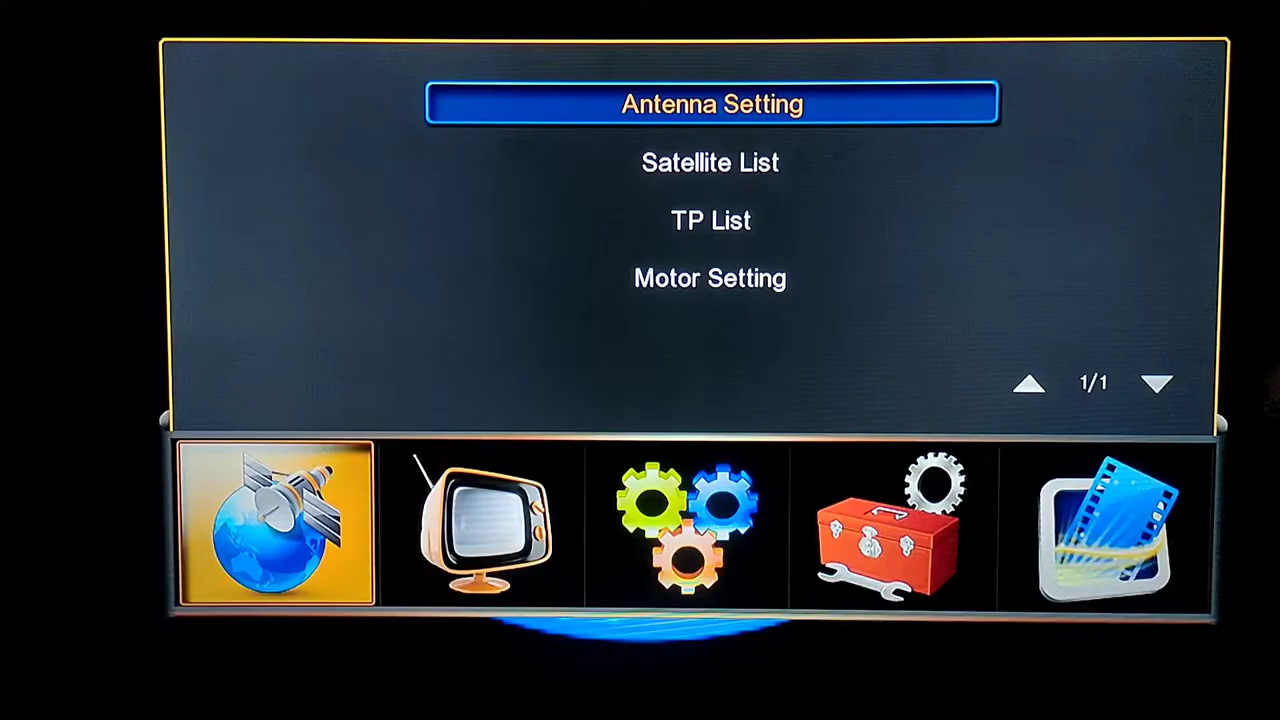 Antenna Setting
Satellite List
TP List
Motor Setting
1/1